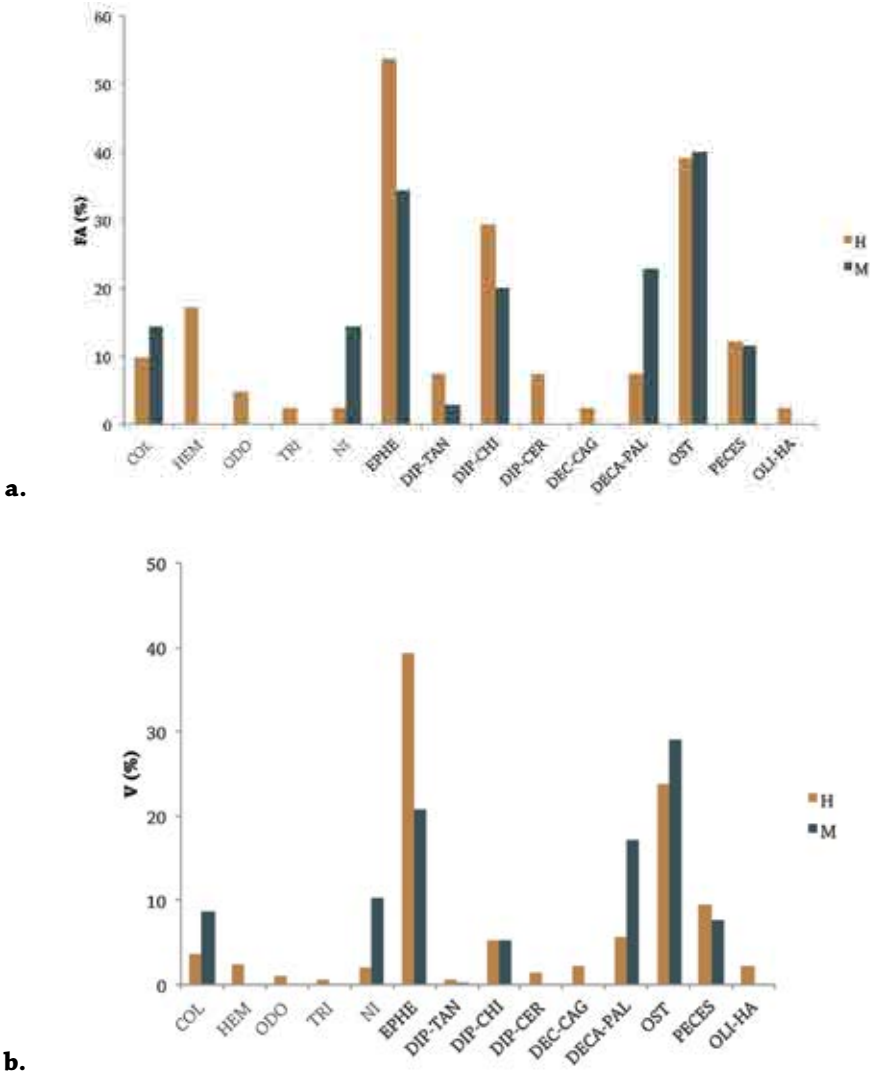 60
50
40
30
20
10
0
FA (%)
COL HEM ODO TRI NI EPHE DIP-TAN DIP-CHI DIP-CER DEC-CAG DECA-PAL OST PECES OLI-HA
H
M
a.
50
40
30
20
10
0
V (%)
COL HEM ODO TRI NI EPHE DIP-TAN DIP-CHI DIP-CER DEC-CAG DECA-PAL OST PECES OLI-HA
H
M
b.